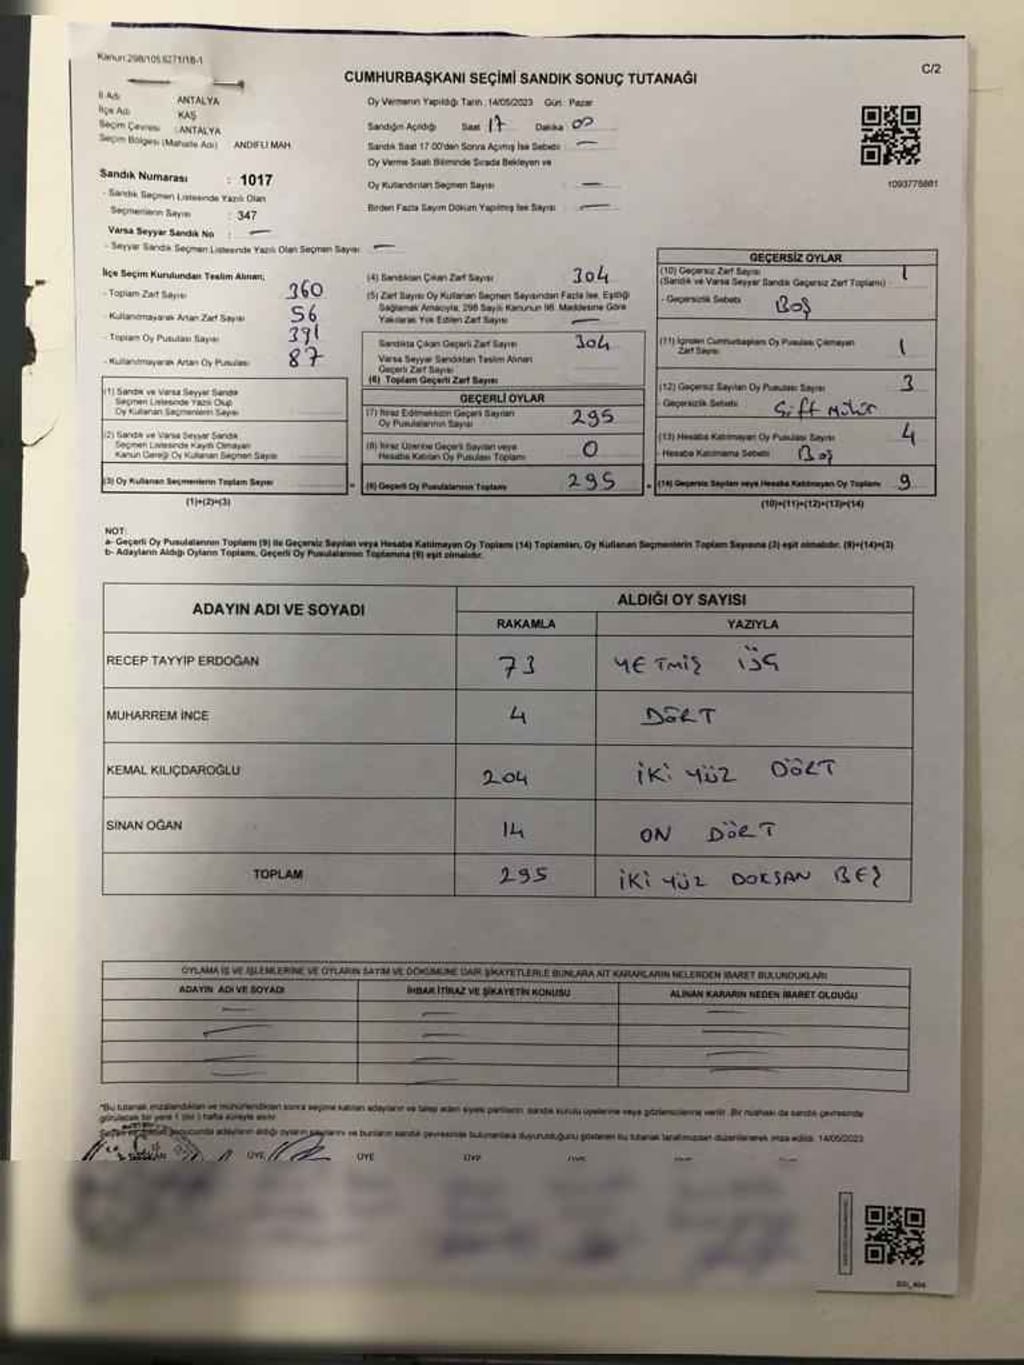 Kanun:298/105,6271/18-1
CUMHURBAŞKANI SEÇİMİ SANDIK SONUÇ TUTANAĞI
C/2
İl Adı ANTALYA
İlçe Adı KAŞ
Seçim Çevresi : ANTALYA
Seçim Bölgesi (Mahalle Adı) ANDIFLI MAH.
Sandık Numarası : 1017
- Sandık Seçmen Listesinde Yazılı Olan
Seçmenlerin Sayısı : 347
Varsa Seyyar Sandık No : —
- Seyyar Sandık Seçmen Listesinde Yazılı Olan Seçmen Sayısı —
Oy Vermenin Yapıldığı Tarih : 14/05/2023 Gün : Pazar
Sandığın Açıldığı Saat 17 Dakika 00
Sandık Saat 17:00'den Sonra Açılmış İse Sebebi —
Oy Verme Saati Bitiminde Sırada Bekleyen ve
Oy Kullandırılan Seçmen Sayısı : —
Birden Fazla Sayım Döküm Yapılmış İse Sayısı : —
1093775881
İlçe Seçim Kurulundan Teslim Alınan;
- Toplam Zarf Sayısı 360
- Kullanılmayarak Artan Zarf Sayısı 56
- Toplam Oy Pusulası Sayısı 391
- Kullanılmayarak Artan Oy Pusulası 87
(1) Sandık ve Varsa Seyyar Sandık
Seçmen Listesinde Yazılı Olup
Oy Kullanan Seçmenlerin Sayısı
(2) Sandık ve Varsa Seyyar Sandık
Seçmen Listesinde Kayıtlı Olmayan
Kanun Gereği Oy Kullanan Seçmen Sayısı
(3) Oy Kullanan Seçmenlerin Toplam Sayısı
(1)+(2)=(3)
(4) Sandıktan Çıkan Zarf Sayısı 304
(5) Zarf Sayısı Oy Kullanan Seçmen Sayısından Fazla İse, Eşitliği
Sağlamak Amacıyla, 298 Sayılı Kanunun 98. Maddesine Göre
Yakılarak Yok Edilen Zarf Sayısı —
Sandıkta Çıkan Geçerli Zarf Sayısı 304
Varsa Seyyar Sandıktan Teslim Alınan
Geçerli Zarf Sayısı
(6) Toplam Geçerli Zarf Sayısı
GEÇERLİ OYLAR
(7) İtiraz Edilmeksizin Geçerli Sayılan
Oy Pusulalarının Sayısı 295
(8) İtiraz Üzerine Geçerli Sayılan veya
Hesaba Katılan Oy Pusulası Toplamı 0
(9) Geçerli Oy Pusulalarının Toplamı 295
GEÇERSİZ OYLAR
(10) Geçersiz Zarf Sayısı 1
(Sandık ve Varsa Seyyar Sandık Geçersiz Zarf Toplamı)
- Geçersizlik Sebebi Boş
(11) İçinden Cumhurbaşkanı Oy Pusulası Çıkmayan
Zarf Sayısı 1
(12) Geçersiz Sayılan Oy Pusulası Sayısı 3
- Geçersizlik Sebebi Çift Mühür
(13) Hesaba Katılmayan Oy Pusulası Sayısı 4
- Hesaba Katılmama Sebebi Boş
(14) Geçersiz Sayılan veya Hesaba Katılmayan Oy Toplamı 9
(10)+(11)+(12)+(13)=(14)
NOT:
a- Geçerli Oy Pusulalarının Toplamı (9) ile Geçersiz Sayılan veya Hesaba Katılmayan Oy Toplamı (14) Toplamları, Oy Kullanan Seçmenlerin Toplam Sayısına (3) eşit olmalıdır. (9)+(14)=(3)
b- Adayların Aldığı Oyların Toplamı, Geçerli Oy Pusulalarının Toplamına (9) eşit olmalıdır.
ADAYIN ADI VE SOYADI
ALDIĞI OY SAYISI
RAKAMLA YAZIYLA
RECEP TAYYİP ERDOĞAN 73 YETMİŞ ÜÇ
MUHARREM İNCE 4 DÖRT
KEMAL KILIÇDAROĞLU 204 İKİ YÜZ DÖRT
SİNAN OĞAN 14 ON DÖRT
TOPLAM 295 İKİ YÜZ DOKSAN BEŞ
OYLAMA İŞ VE İŞLEMLERİNE VE OYLARIN SAYIM VE DÖKÜMÜNE DAİR ŞİKAYETLERLE BUNLARA AİT KARARLARIN NELERDEN İBARET BULUNDUKLARI
ADAYIN ADI VE SOYADI İHBAR İTİRAZ VE ŞİKAYETİN KONUSU ALINAN KARARIN NEDEN İBARET OLDUĞU
*Bu tutanak imzalandıktan ve mühürlendikten sonra seçime katılan adayların ve talep eden siyasi partilerin sandık kurulu üyelerine veya gözlemcilerine verilir. Bir nüshası da sandık çevresinde
görülecek bir yere 1 (bir) hafta süreyle asılır.
adayların aldığı oyların sayılarını ve bunların sandık çevresinde bulunanlara duyurulduğunu gösteren bu tutanak tarafımızdan düzenlenerek imza edildi. 14/05/2023
BAŞKAN ÜYE ÜYE ÜYE